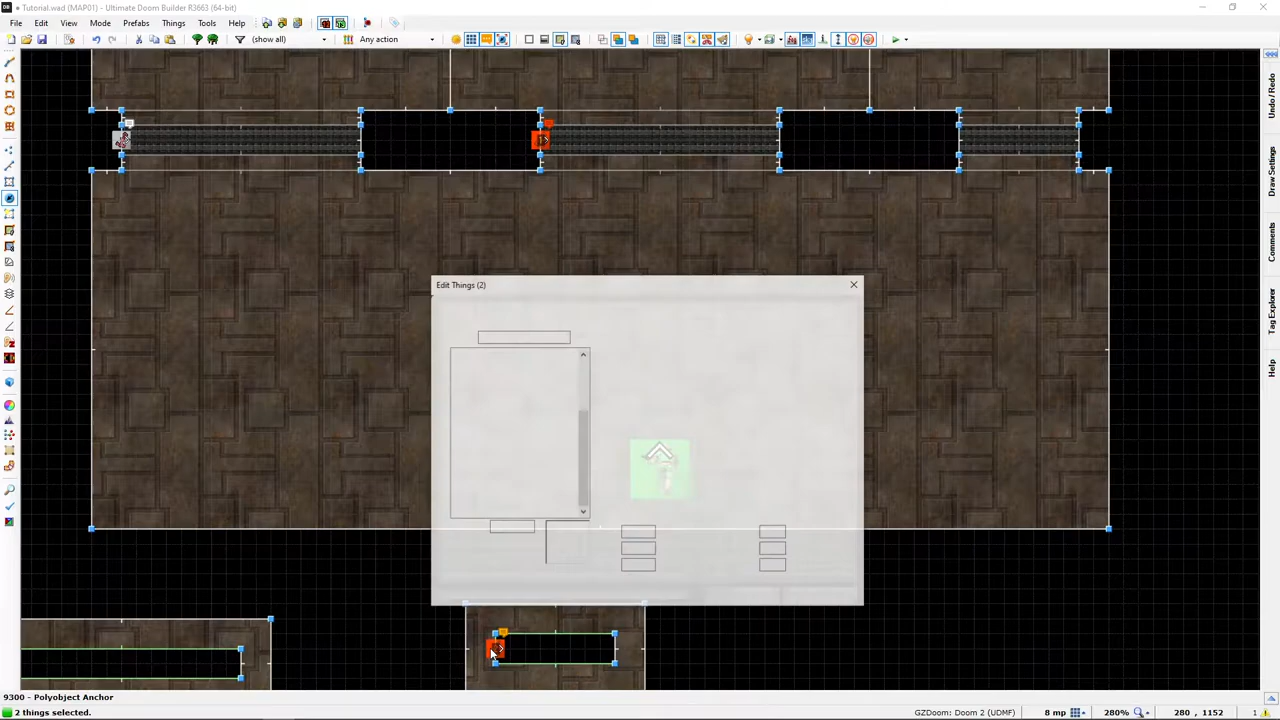 • Tutorial.wad (MAP01) - Ultimate Doom Builder R3663 (64-bit)
File Edit View Mode Prefabs Things Tools Help
(show all) Any action
Undo / Redo
Draw Settings
Comments
Tag Explorer
Help
Edit Things (2)
9300 - Polyobject Anchor
2 things selected. GZDoom: Doom 2 (UDMF) 8 mp 280% 280 , 1152 1